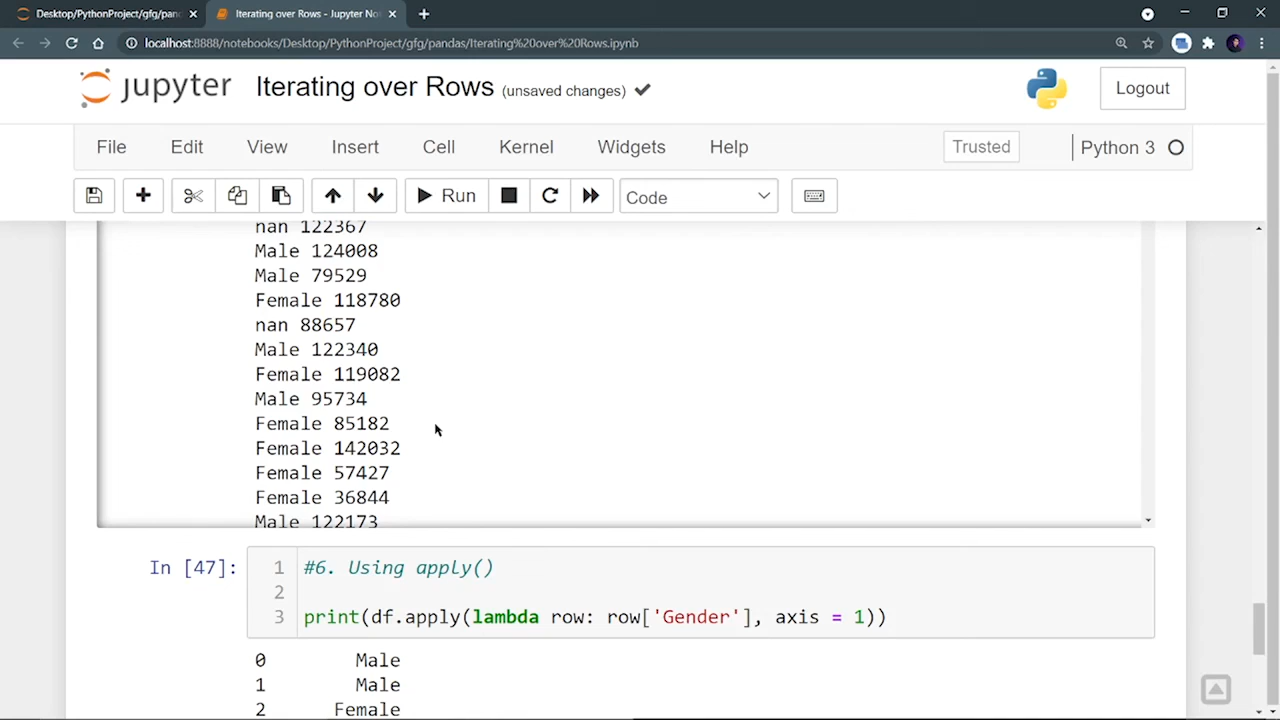 Desktop/PythonProject/gfg/pan
Iterating over Rows - Jupyter No
localhost:8888/notebooks/Desktop/PythonProject/gfg/pandas/Iterating%20over%20Rows.ipynb
jupyter Iterating over Rows (unsaved changes)
Logout
File Edit View Insert Cell Kernel Widgets Help Trusted Python 3
Run Code
nan 122367
Male 124008
Male 79529
Female 118780
nan 88657
Male 122340
Female 119082
Male 95734
Female 85182
Female 142032
Female 57427
Female 36844
Male 122173
In [47]: 1 #6. Using apply()
2
3 print(df.apply(lambda row: row['Gender'], axis = 1))
0 Male
1 Male
2 Female